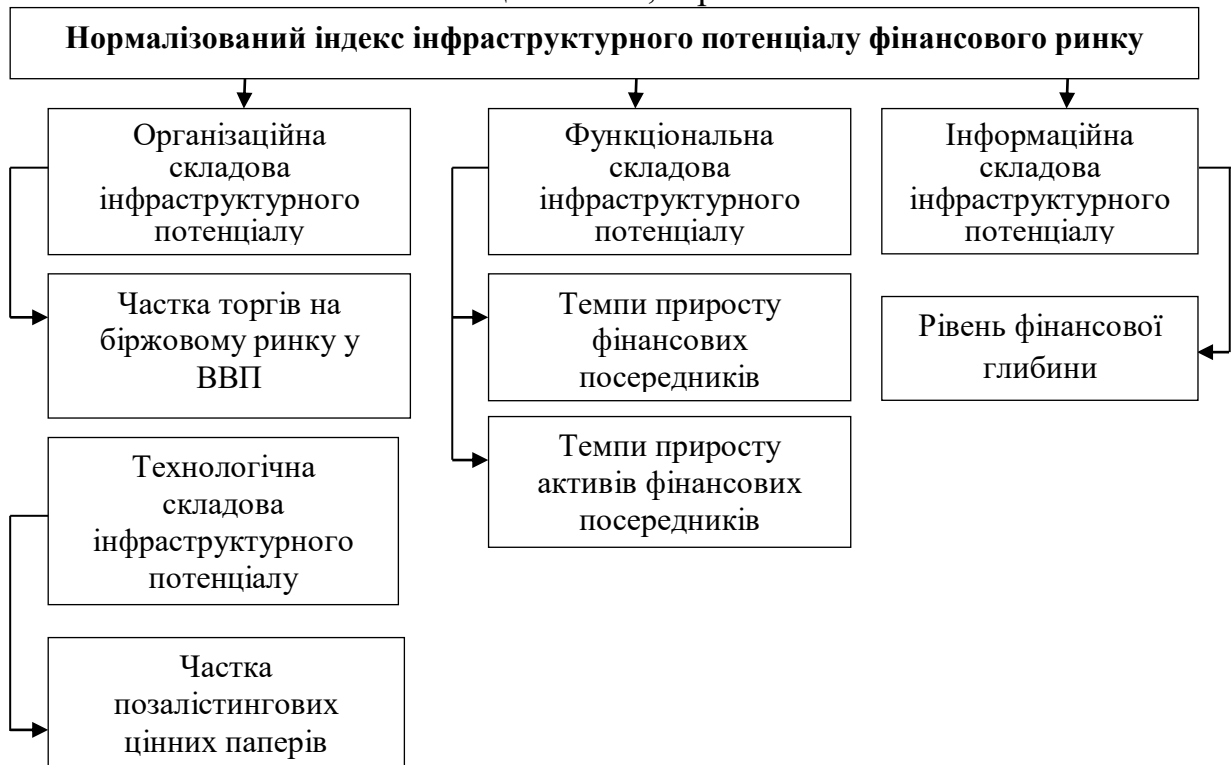 Нормалізований індекс інфраструктурного потенціалу фінансового ринку
Організаційна
складова
інфраструктурного
потенціалу
Функціональна
складова
інфраструктурного
потенціалу
Інформаційна
складова
інфраструктурного
потенціалу
Частка торгів на
біржовому ринку у
ВВП
Темпи приросту
фінансових
посередників
Рівень фінансової
глибини
Темпи приросту
активів фінансових
посередників
Технологічна
складова
інфраструктурного
потенціалу
Частка
позалістингових
цінних паперів